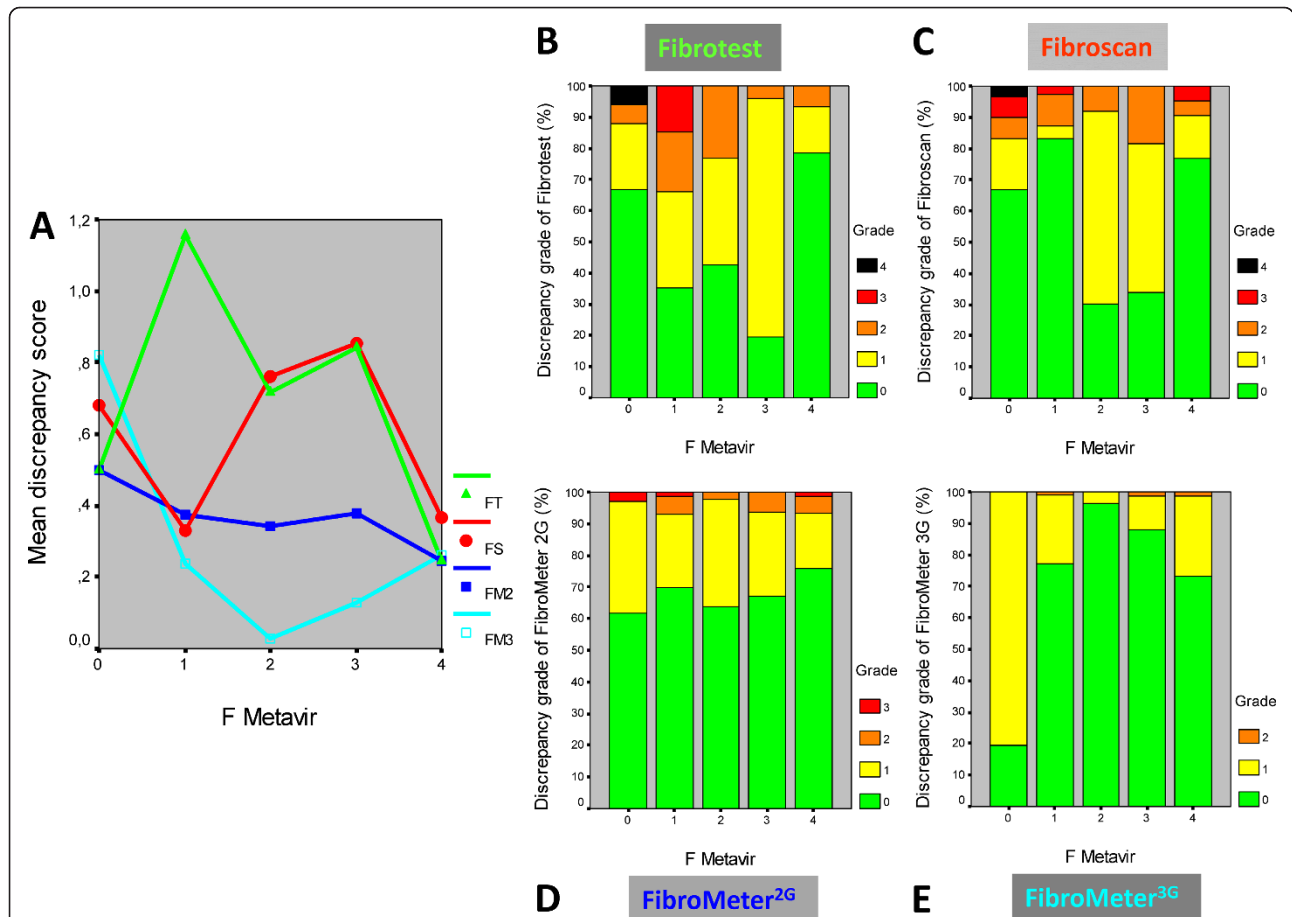 A
Mean discrepancy score
1,2
1,0
,8
,6
,4
,2
0,0
0 1 2 3 4
F Metavir
FT
FS
FM2
FM3
B
Fibrotest
Discrepancy grade of Fibrotest (%)
100
90
80
70
60
50
40
30
20
10
0
0 1 2 3 4
F Metavir
Grade
4
3
2
1
0
C
Fibroscan
Discrepancy grade of Fibroscan (%)
100
90
80
70
60
50
40
30
20
10
0
0 1 2 3 4
F Metavir
Grade
4
3
2
1
0
Discrepancy grade of FibroMeter 2G (%)
100
90
80
70
60
50
40
30
20
10
0
0 1 2 3 4
F Metavir
Grade
3
2
1
0
D
FibroMeter2G
Discrepancy grade of FibroMeter 3G (%)
100
90
80
70
60
50
40
30
20
10
0
0 1 2 3 4
F Metavir
Grade
2
1
0
E
FibroMeter3G